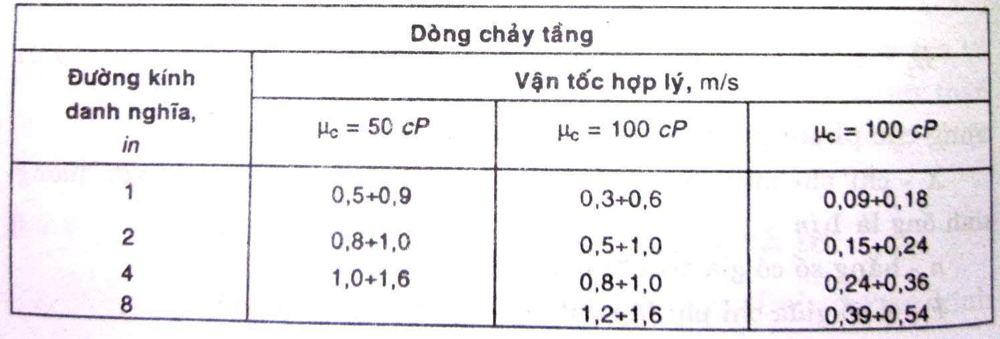 Dòng chảy tầng
Đường kính
danh nghĩa,
in
Vận tốc hợp lý, m/s
μc = 50 cP μc = 100 cP μc = 100 cP
1 0,5÷0,9 0,3÷0,6 0,09÷0,18
2 0,8÷1,0 0,5÷1,0 0,15÷0,24
4 1,0÷1,6 0,8÷1,0 0,24÷0,36
8 1,2÷1,6 0,39÷0,54